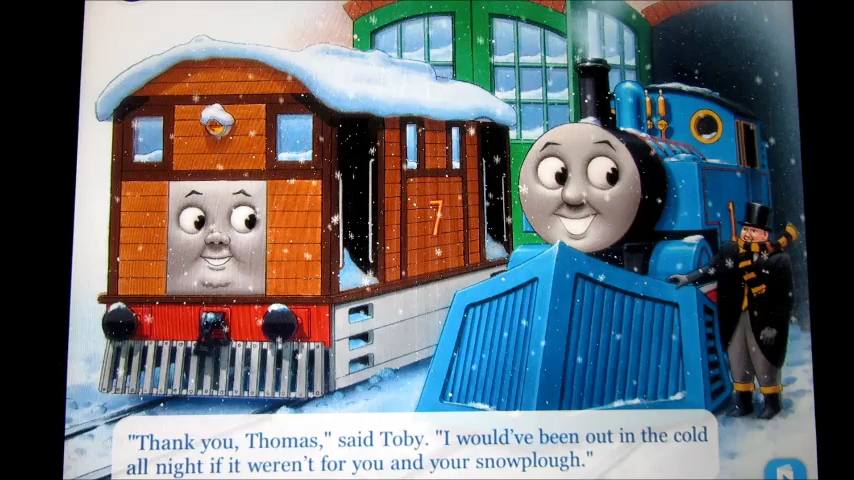 7
"Thank you, Thomas," said Toby. "I would've been out in the cold
all night if it weren't for you and your snowplough."